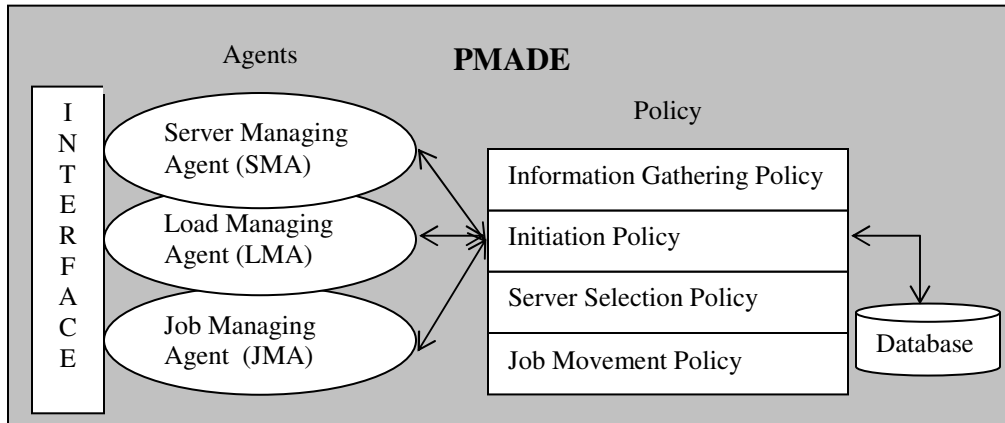 Agents
PMADE
Policy
I
N
T
E
R
F
A
C
E
Server Managing
Agent (SMA)
Load Managing
Agent (LMA)
Job Managing
Agent (JMA)
Information Gathering Policy
Initiation Policy
Server Selection Policy
Job Movement Policy
Database